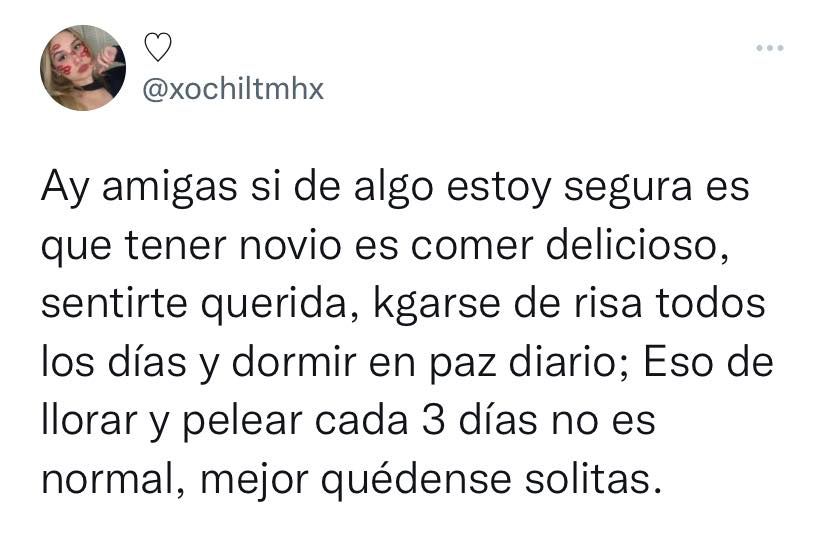 ♡
@xochiltmhx
Ay amigas si de algo estoy segura es
que tener novio es comer delicioso,
sentirte querida, kgarse de risa todos
los días y dormir en paz diario; Eso de
llorar y pelear cada 3 días no es
normal, mejor quédense solitas.